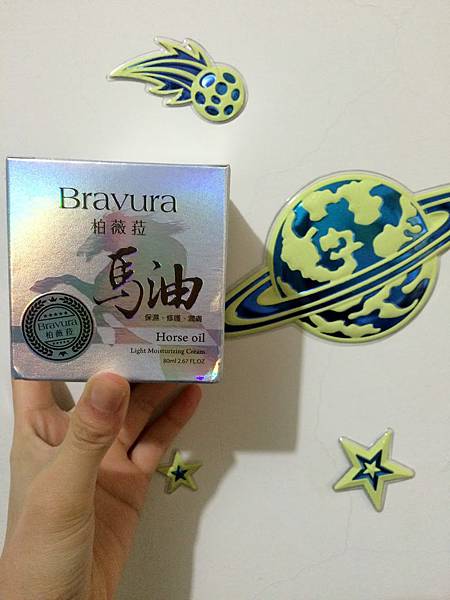 Bravura
柏薇菈
馬油
保濕、修護、潤膚
Horse oil
Light Moisturizing Cream
80ml 2.67 FL.OZ
Bravura
柏薇菈